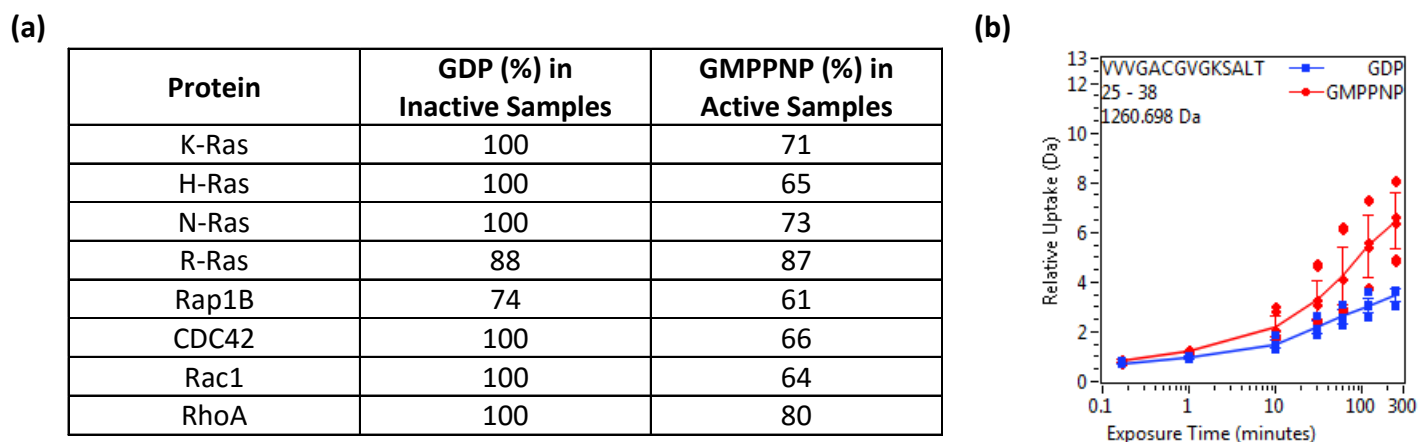 (a)
Protein GDP (%) in Inactive Samples GMPPNP (%) in Active Samples
K-Ras 100 71
H-Ras 100 65
N-Ras 100 73
R-Ras 88 87
Rap1B 74 61
CDC42 100 66
Rac1 100 64
RhoA 100 80
(b)
VVVGACGVGKSALT
25 - 38
1260.698 Da
GDP
GMPPNP
Relative Uptake (Da)
13
12
10
8
6
4
2
0
0.1 1 10 100 300
Exposure Time (minutes)